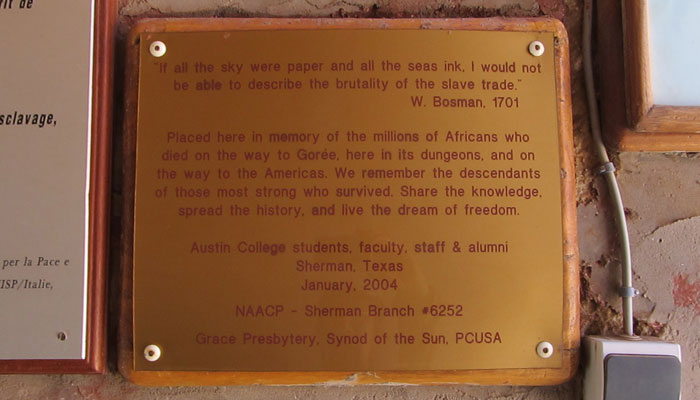 rit de
sclavage,
per la Pace e
ISP/Italie,
"If all the sky were paper and all the seas ink, I would not
be able to describe the brutality of the slave trade."
W. Bosman, 1701
Placed here in memory of the millions of Africans who
died on the way to Gorée, here in its dungeons, and on
the way to the Americas. We remember the descendants
of those most strong who survived. Share the knowledge,
spread the history, and live the dream of freedom.
Austin College students, faculty, staff & alumni
Sherman, Texas
January, 2004
NAACP - Sherman Branch #6252
Grace Presbytery, Synod of the Sun, PCUSA